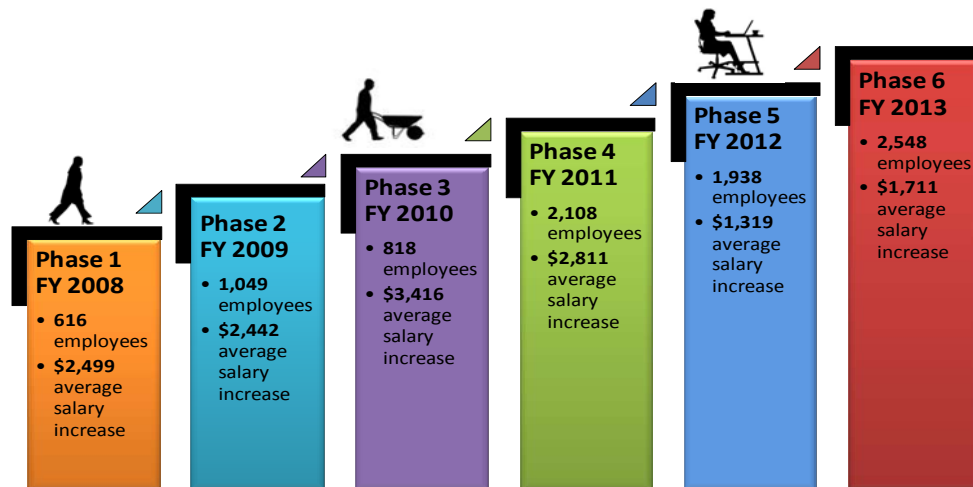 Phase 1
FY 2008
• 616
employees
• $2,499
average
salary
increase
Phase 2
FY 2009
• 1,049
employees
• $2,442
average
salary
increase
Phase 3
FY 2010
• 818
employees
• $3,416
average
salary
increase
Phase 4
FY 2011
• 2,108
employees
• $2,811
average
salary
increase
Phase 5
FY 2012
• 1,938
employees
• $1,319
average
salary
increase
Phase 6
FY 2013
• 2,548
employees
• $1,711
average
salary
increase